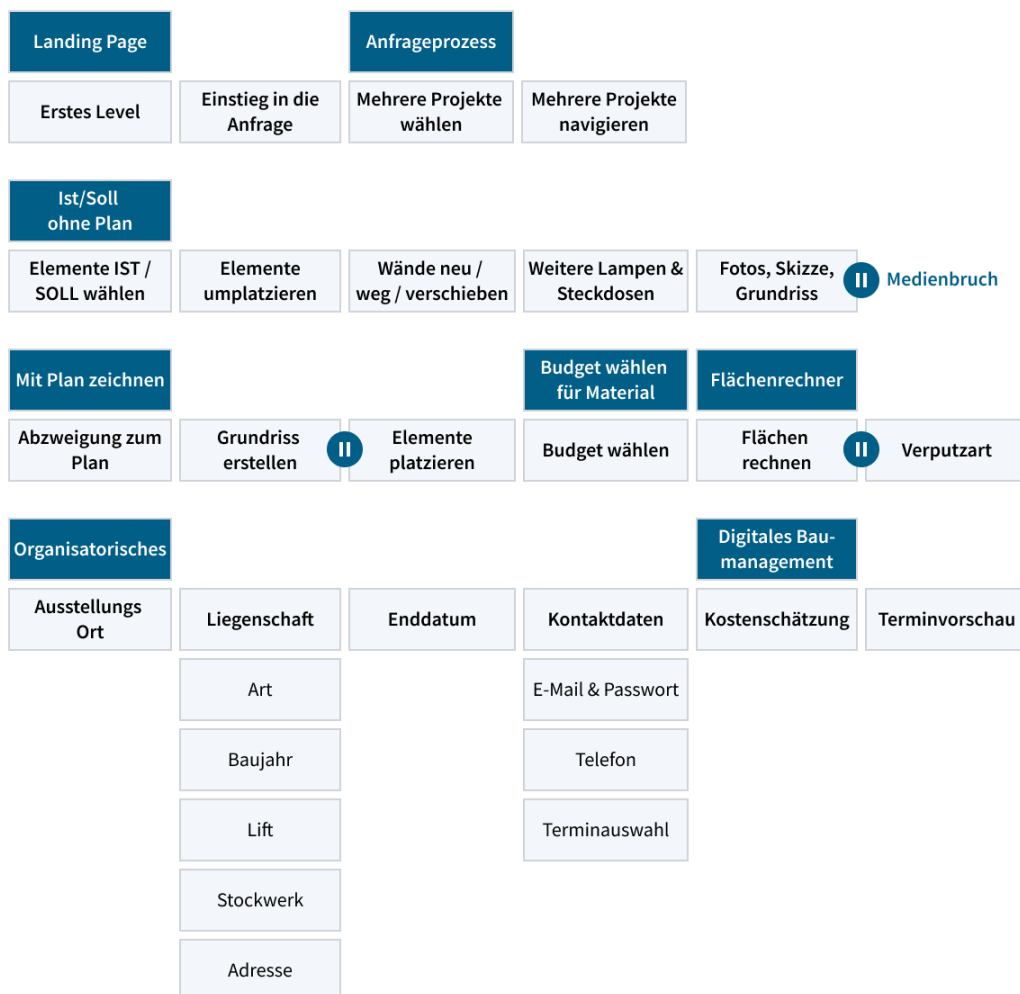 Landing Page
Anfrageprozess
Erstes Level
Einstieg in die
Anfrage
Mehrere Projekte
wählen
Mehrere Projekte
navigieren
Ist/Soll
ohne Plan
Elemente IST /
SOLL wählen
Elemente
umplatzieren
Wände neu /
weg / verschieben
Weitere Lampen &
Steckdosen
Fotos, Skizze,
Grundriss
Medienbruch
Mit Plan zeichnen
Budget wählen
für Material
Flächenrechner
Abzweigung zum
Plan
Grundriss
erstellen
Elemente
platzieren
Budget wählen
Flächen
rechnen
Verputzart
Organisatorisches
Digitales Bau-
management
Ausstellungs
Ort
Liegenschaft
Enddatum
Kontaktdaten
Kostenschätzung
Terminvorschau
Art
E-Mail & Passwort
Baujahr
Telefon
Lift
Terminauswahl
Stockwerk
Adresse